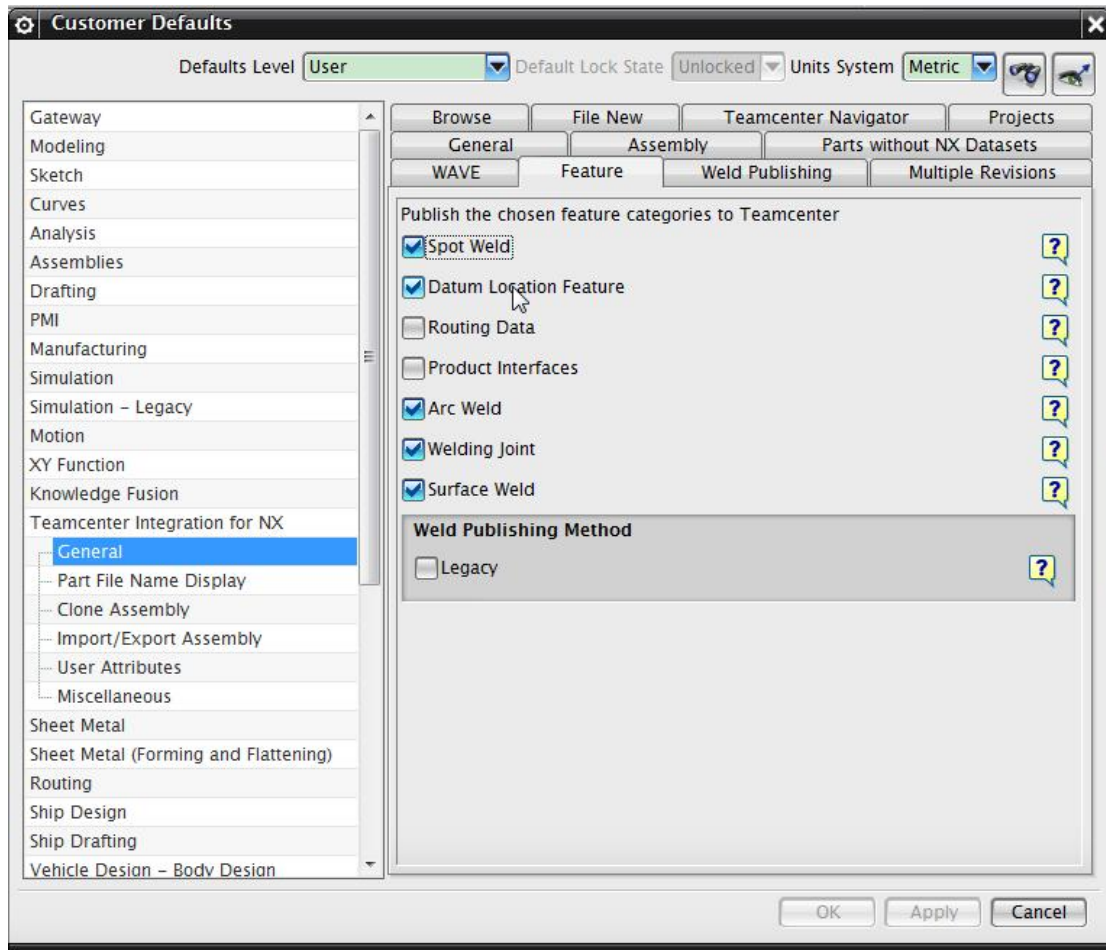 Customer Defaults
Defaults Level User Default Lock State Unlocked Units System Metric
Gateway
Modeling
Sketch
Curves
Analysis
Assemblies
Drafting
PMI
Manufacturing
Simulation
Simulation – Legacy
Motion
XY Function
Knowledge Fusion
Teamcenter Integration for NX
General
Part File Name Display
Clone Assembly
Import/Export Assembly
User Attributes
Miscellaneous
Sheet Metal
Sheet Metal (Forming and Flattening)
Routing
Ship Design
Ship Drafting
Vehicle Design – Body Design
Browse File New Teamcenter Navigator Projects
General Assembly Parts without NX Datasets
WAVE Feature Weld Publishing Multiple Revisions
Publish the chosen feature categories to Teamcenter
Spot Weld ?
Datum Location Feature ?
Routing Data ?
Product Interfaces ?
Arc Weld ?
Welding Joint ?
Surface Weld ?
Weld Publishing Method
Legacy ?
OK Apply Cancel